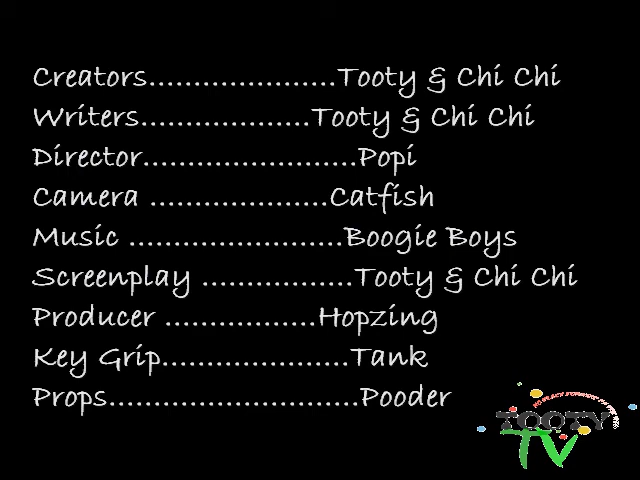 Creators.....................Tooty & Chi Chi
Writers...................Tooty & Chi Chi
Director........................Popi
Camera ....................Catfish
Music ........................Boogie Boys
Screenplay .................Tooty & Chi Chi
Producer .................Hopzing
Key Grip.....................Tank
Props............................Pooder
TOOTY
TV